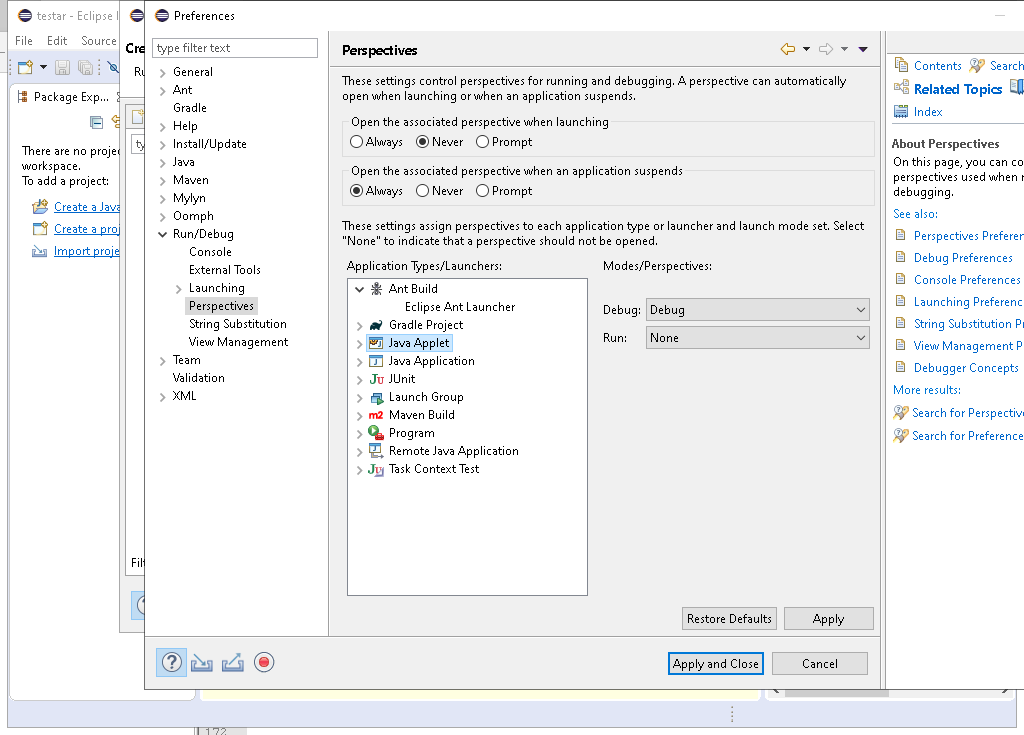 testar - Eclipse I
File Edit Source
Package Exp...
There are no proje
workspace.
To add a project:
Create a Java
Create a proj
Import proje
Cre
Ru
ty
Filt
Preferences
type filter text
General
Ant
Gradle
Help
Install/Update
Java
Maven
Mylyn
Oomph
Run/Debug
Console
External Tools
Launching
Perspectives
String Substitution
View Management
Team
Validation
XML
Perspectives
These settings control perspectives for running and debugging. A perspective can automatically
open when launching or when an application suspends.
Open the associated perspective when launching
Always Never Prompt
Open the associated perspective when an application suspends
Always Never Prompt
These settings assign perspectives to each application type or launcher and launch mode set. Select
"None" to indicate that a perspective should not be opened.
Application Types/Launchers:
Ant Build
Eclipse Ant Launcher
Gradle Project
Java Applet
Java Application
JUnit
Launch Group
Maven Build
Program
Remote Java Application
Task Context Test
Modes/Perspectives:
Debug: Debug
Run: None
Restore Defaults Apply
Apply and Close Cancel
Contents Search
Related Topics
Index
About Perspectives
On this page, you can co
perspectives used when r
debugging.
See also:
Perspectives Preferen
Debug Preferences
Console Preferences
Launching Preferenc
String Substitution Pr
View Management P
Debugger Concepts
More results:
Search for Perspective
Search for Preference
172